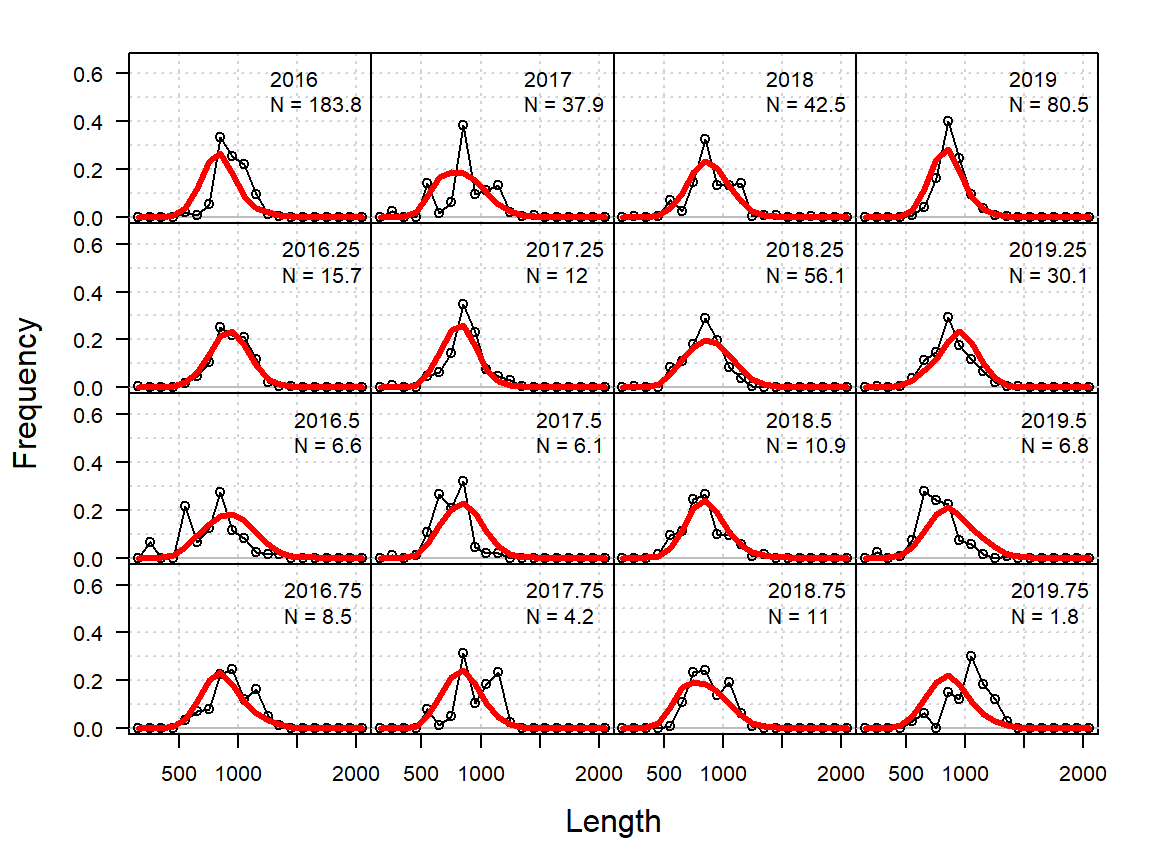 2016
N = 183.8
2017
N = 37.9
2018
N = 42.5
2019
N = 80.5
0.6
0.4
0.2
0.0
2016.25
N = 15.7
2017.25
N = 12
2018.25
N = 56.1
2019.25
N = 30.1
0.6
0.4
0.2
0.0
2016.5
N = 6.6
2017.5
N = 6.1
2018.5
N = 10.9
2019.5
N = 6.8
0.6
0.4
0.2
0.0
2016.75
N = 8.5
2017.75
N = 4.2
2018.75
N = 11
2019.75
N = 1.8
0.6
0.4
0.2
0.0
Frequency
500 1000 2000 500 1000 2000 500 1000 2000 500 1000 2000
Length